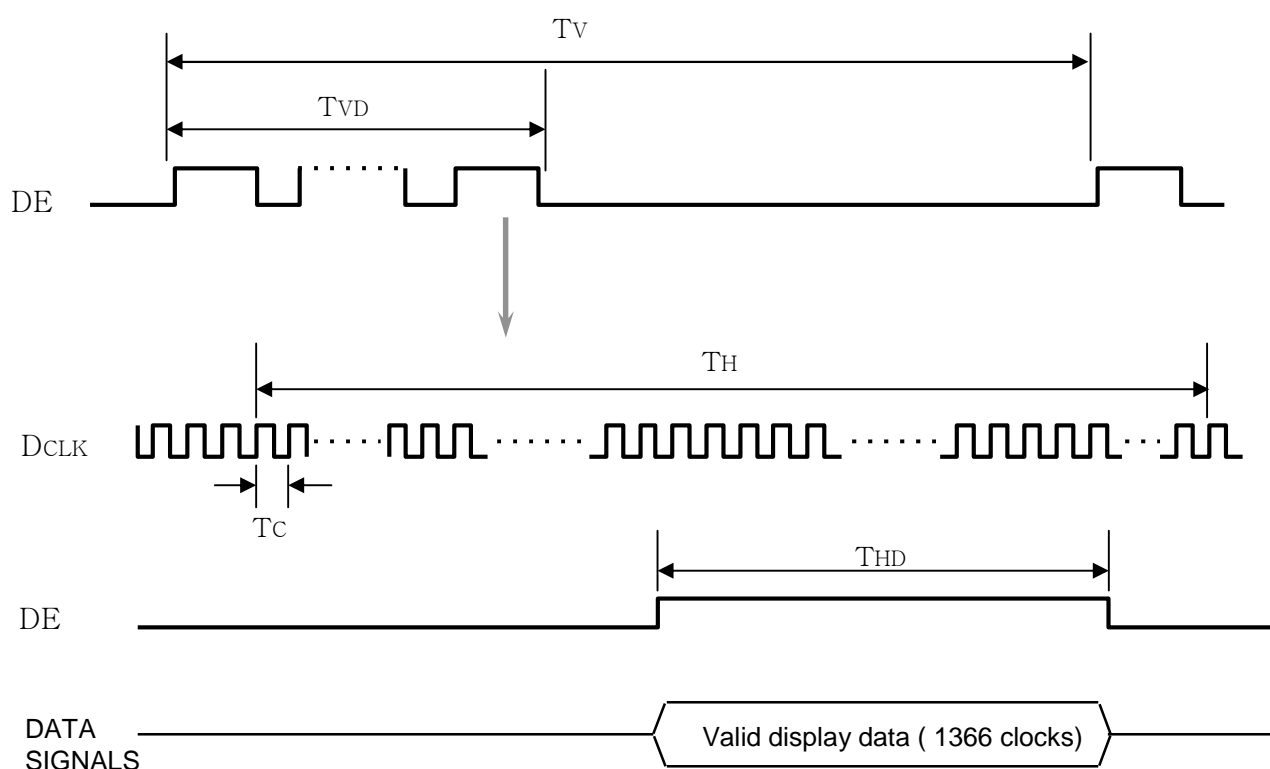 TV
TVD
DE
TH
DCLK
TC
THD
DE
DATA
SIGNALS
Valid display data ( 1366 clocks)